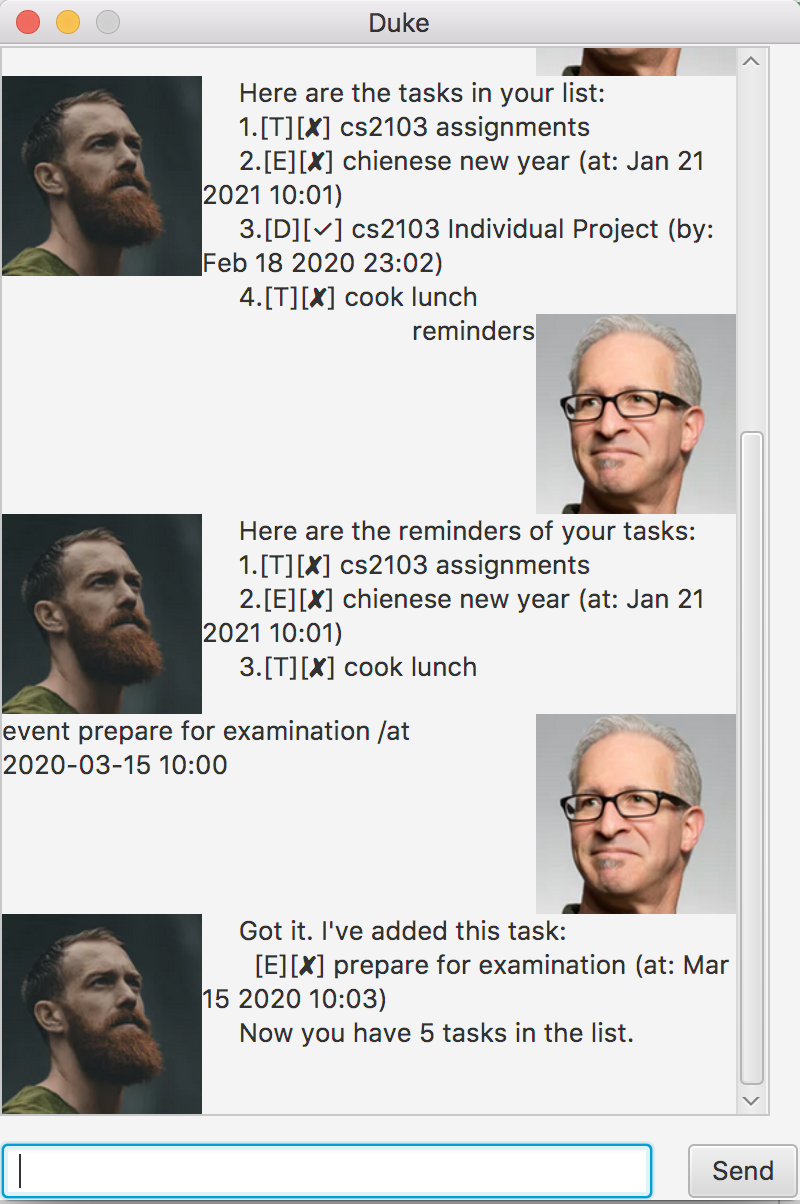 Duke
Here are the tasks in your list:
1.[T][✘] cs2103 assignments
2.[E][✘] chienese new year (at: Jan 21
2021 10:01)
3.[D][✓] cs2103 Individual Project (by:
Feb 18 2020 23:02)
4.[T][✘] cook lunch
reminders
Here are the reminders of your tasks:
1.[T][✘] cs2103 assignments
2.[E][✘] chienese new year (at: Jan 21
2021 10:01)
3.[T][✘] cook lunch
event prepare for examination /at
2020-03-15 10:00
Got it. I've added this task:
[E][✘] prepare for examination (at: Mar
15 2020 10:03)
Now you have 5 tasks in the list.
Send